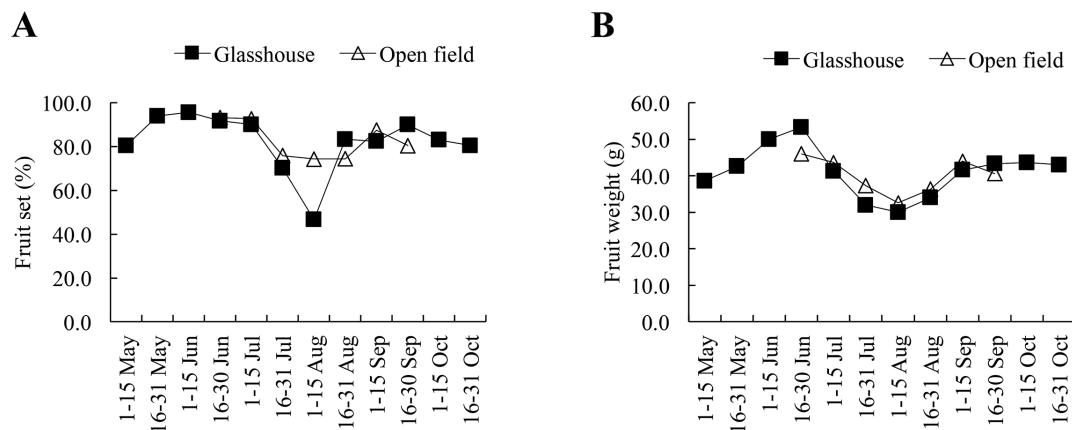 A
Glasshouse
Open field
Fruit set (%)
100.0
80.0
60.0
40.0
20.0
0.0
1-15 May
16-31 May
1-15 Jun
16-30 Jun
1-15 Jul
16-31 Jul
1-15 Aug
16-31 Aug
1-15 Sep
16-30 Sep
1-15 Oct
16-31 Oct
B
Glasshouse
Open field
Fruit weight (g)
60.0
50.0
40.0
30.0
20.0
10.0
0.0
1-15 May
16-31 May
1-15 Jun
16-30 Jun
1-15 Jul
16-31 Jul
1-15 Aug
16-31 Aug
1-15 Sep
16-30 Sep
1-15 Oct
16-31 Oct